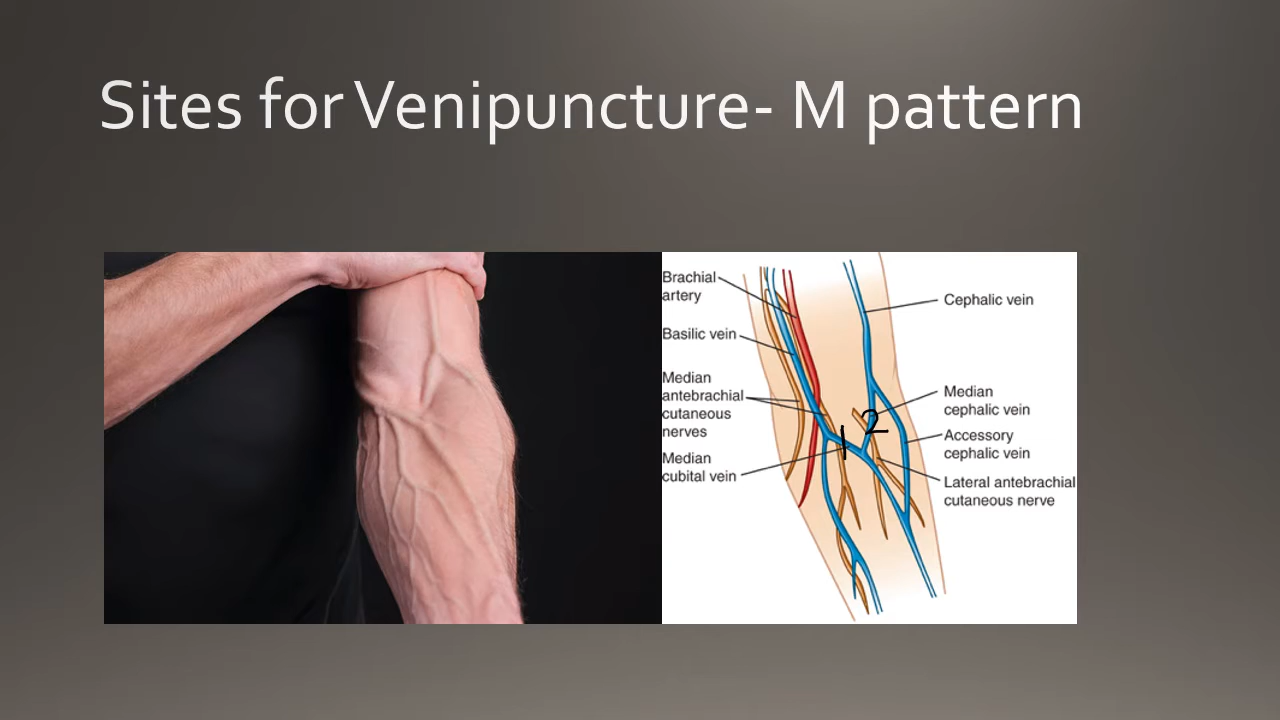 Sites for Venipuncture- M pattern
Brachial
artery
Basilic vein
Median
antebrachial
cutaneous
nerves
Median
cubital vein
1
2
Cephalic vein
Median
cephalic vein
Accessory
cephalic vein
Lateral antebrachial
cutaneous nerve